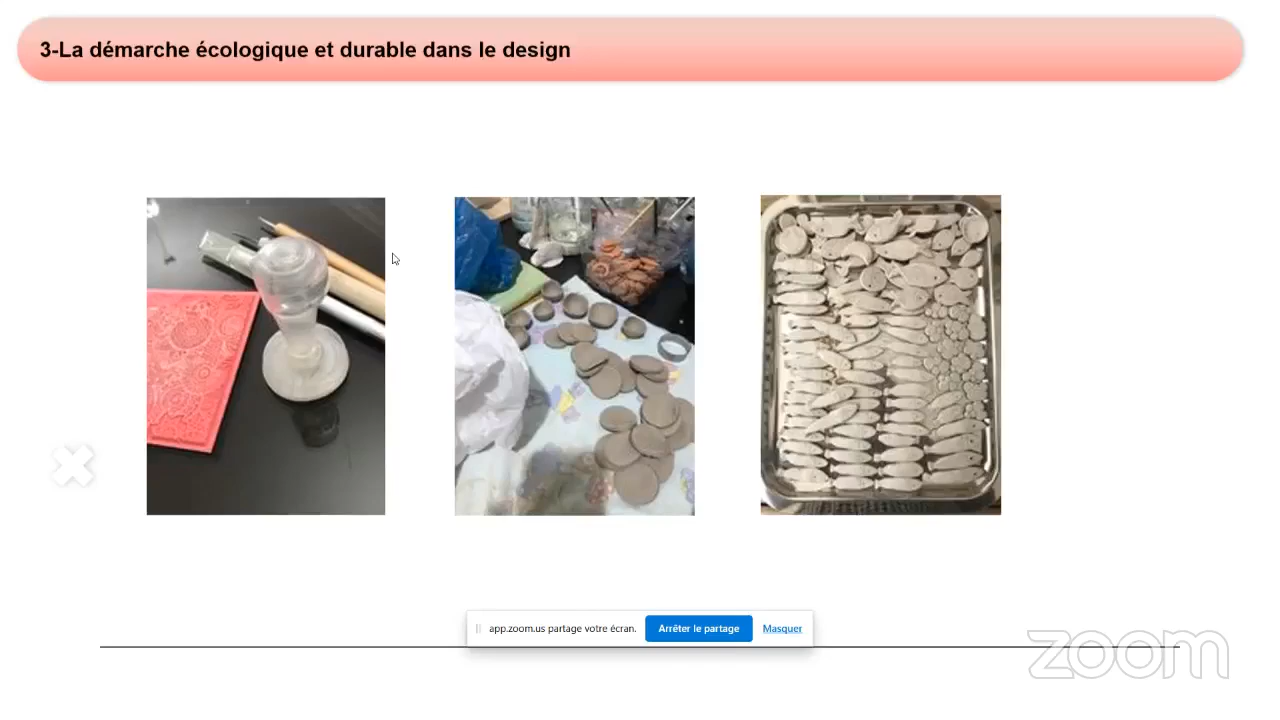 3-La démarche écologique et durable dans le design
app.zoom.us partage votre écran. Arrêter le partage Masquer
zoom